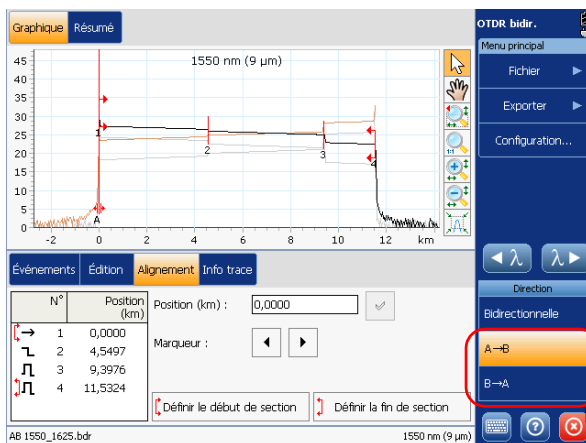 Graphique Résumé
OTDR bidir.
Menu principal
Fichier
Exporter
Configuration...
1550 nm (9 µm)
45
40
35
30
25
20
15
10
5
0
1
2
3
4
A
-2 0 2 4 6 8 10 12 km
1:1
λ λ
Direction
Bidirectionnelle
A→B
B→A
Événements Édition Alignement Info trace
N° Position (km)
1 0,0000
2 4,5497
3 9,3976
4 11,5324
Position (km) : 0,0000
Marqueur :
Définir le début de section Définir la fin de section
AB 1550_1625.bdr 1550 nm (9 µm)